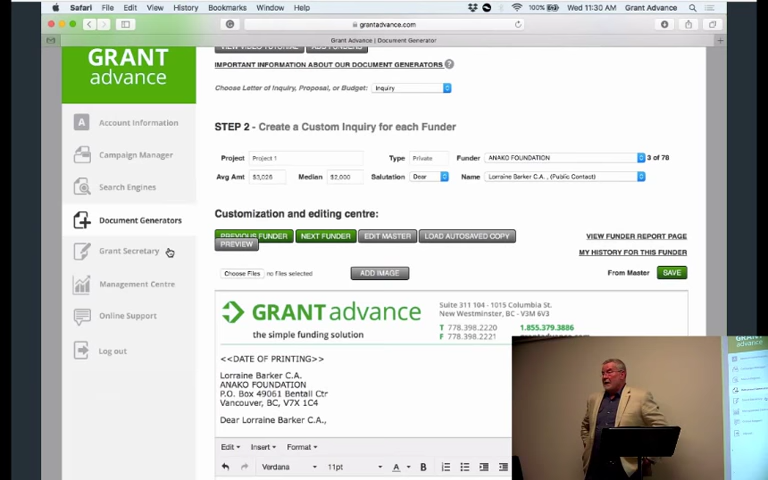 Safari File Edit View History Bookmarks Window Help 100% Wed 11:30 AM Grant Advance
grantadvance.com
Grant Advance | Document Generator
GRANT
advance
Account Information
Campaign Manager
Search Engines
Document Generators
Grant Secretary
Management Centre
Online Support
Log out
VIEW VIDEO TUTORIAL ADD FUNDERS
IMPORTANT INFORMATION ABOUT OUR DOCUMENT GENERATORS ?
Choose Letter of Inquiry, Proposal, or Budget: Inquiry
STEP 2 - Create a Custom Inquiry for each Funder
Project Project 1 Type Private Funder ANAKO FOUNDATION 3 of 78
Avg Amt $3,026 Median $2,000 Salutation Dear Name Lorraine Barker C.A. , (Public Contact)
Customization and editing centre:
PREVIOUS FUNDER NEXT FUNDER EDIT MASTER LOAD AUTOSAVED COPY VIEW FUNDER REPORT PAGE
PREVIEW
MY HISTORY FOR THIS FUNDER
Choose Files no files selected ADD IMAGE From Master SAVE
GRANT advance
the simple funding solution
Suite 311 104 - 1015 Columbia St.
New Westminster, BC - V3M 6V3
T 778.398.2220 1.855.379.3886
F 778.398.2221
<<DATE OF PRINTING>>
Lorraine Barker C.A.
ANAKO FOUNDATION
P.O. Box 49061 Bentall Ctr
Vancouver, BC, V7X 1C4
Dear Lorraine Barker C.A.,
Edit Insert Format
Verdana 11pt A B